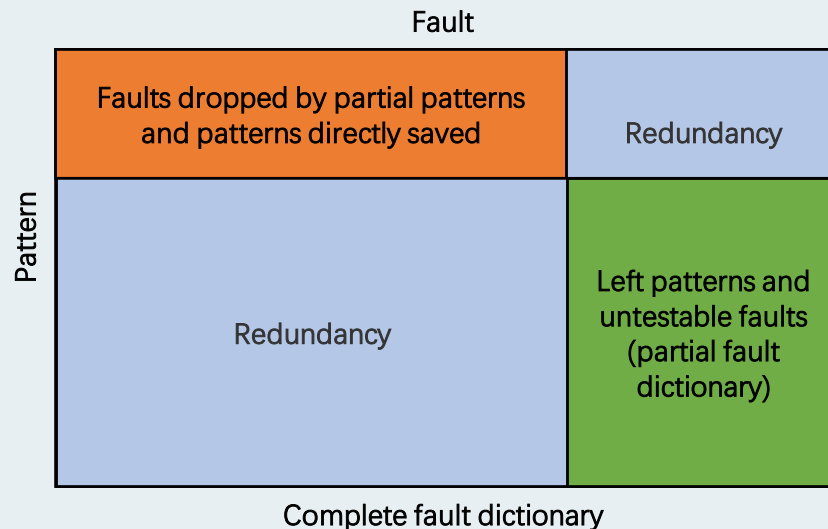 Fault
Faults dropped by partial patterns
and patterns directly saved
Redundancy
Pattern
Redundancy
Left patterns and
untestable faults
(partial fault
dictionary)
Complete fault dictionary